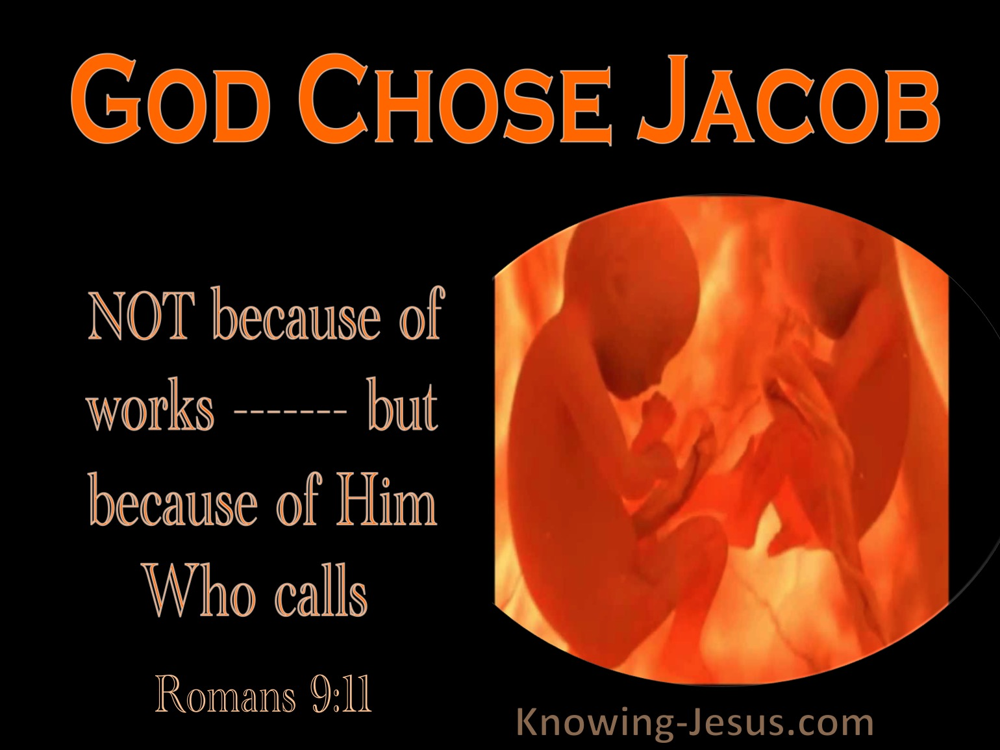 God Chose Jacob
NOT because of
works ------- but
because of Him
Who calls
Romans 9:11
Knowing-Jesus.com